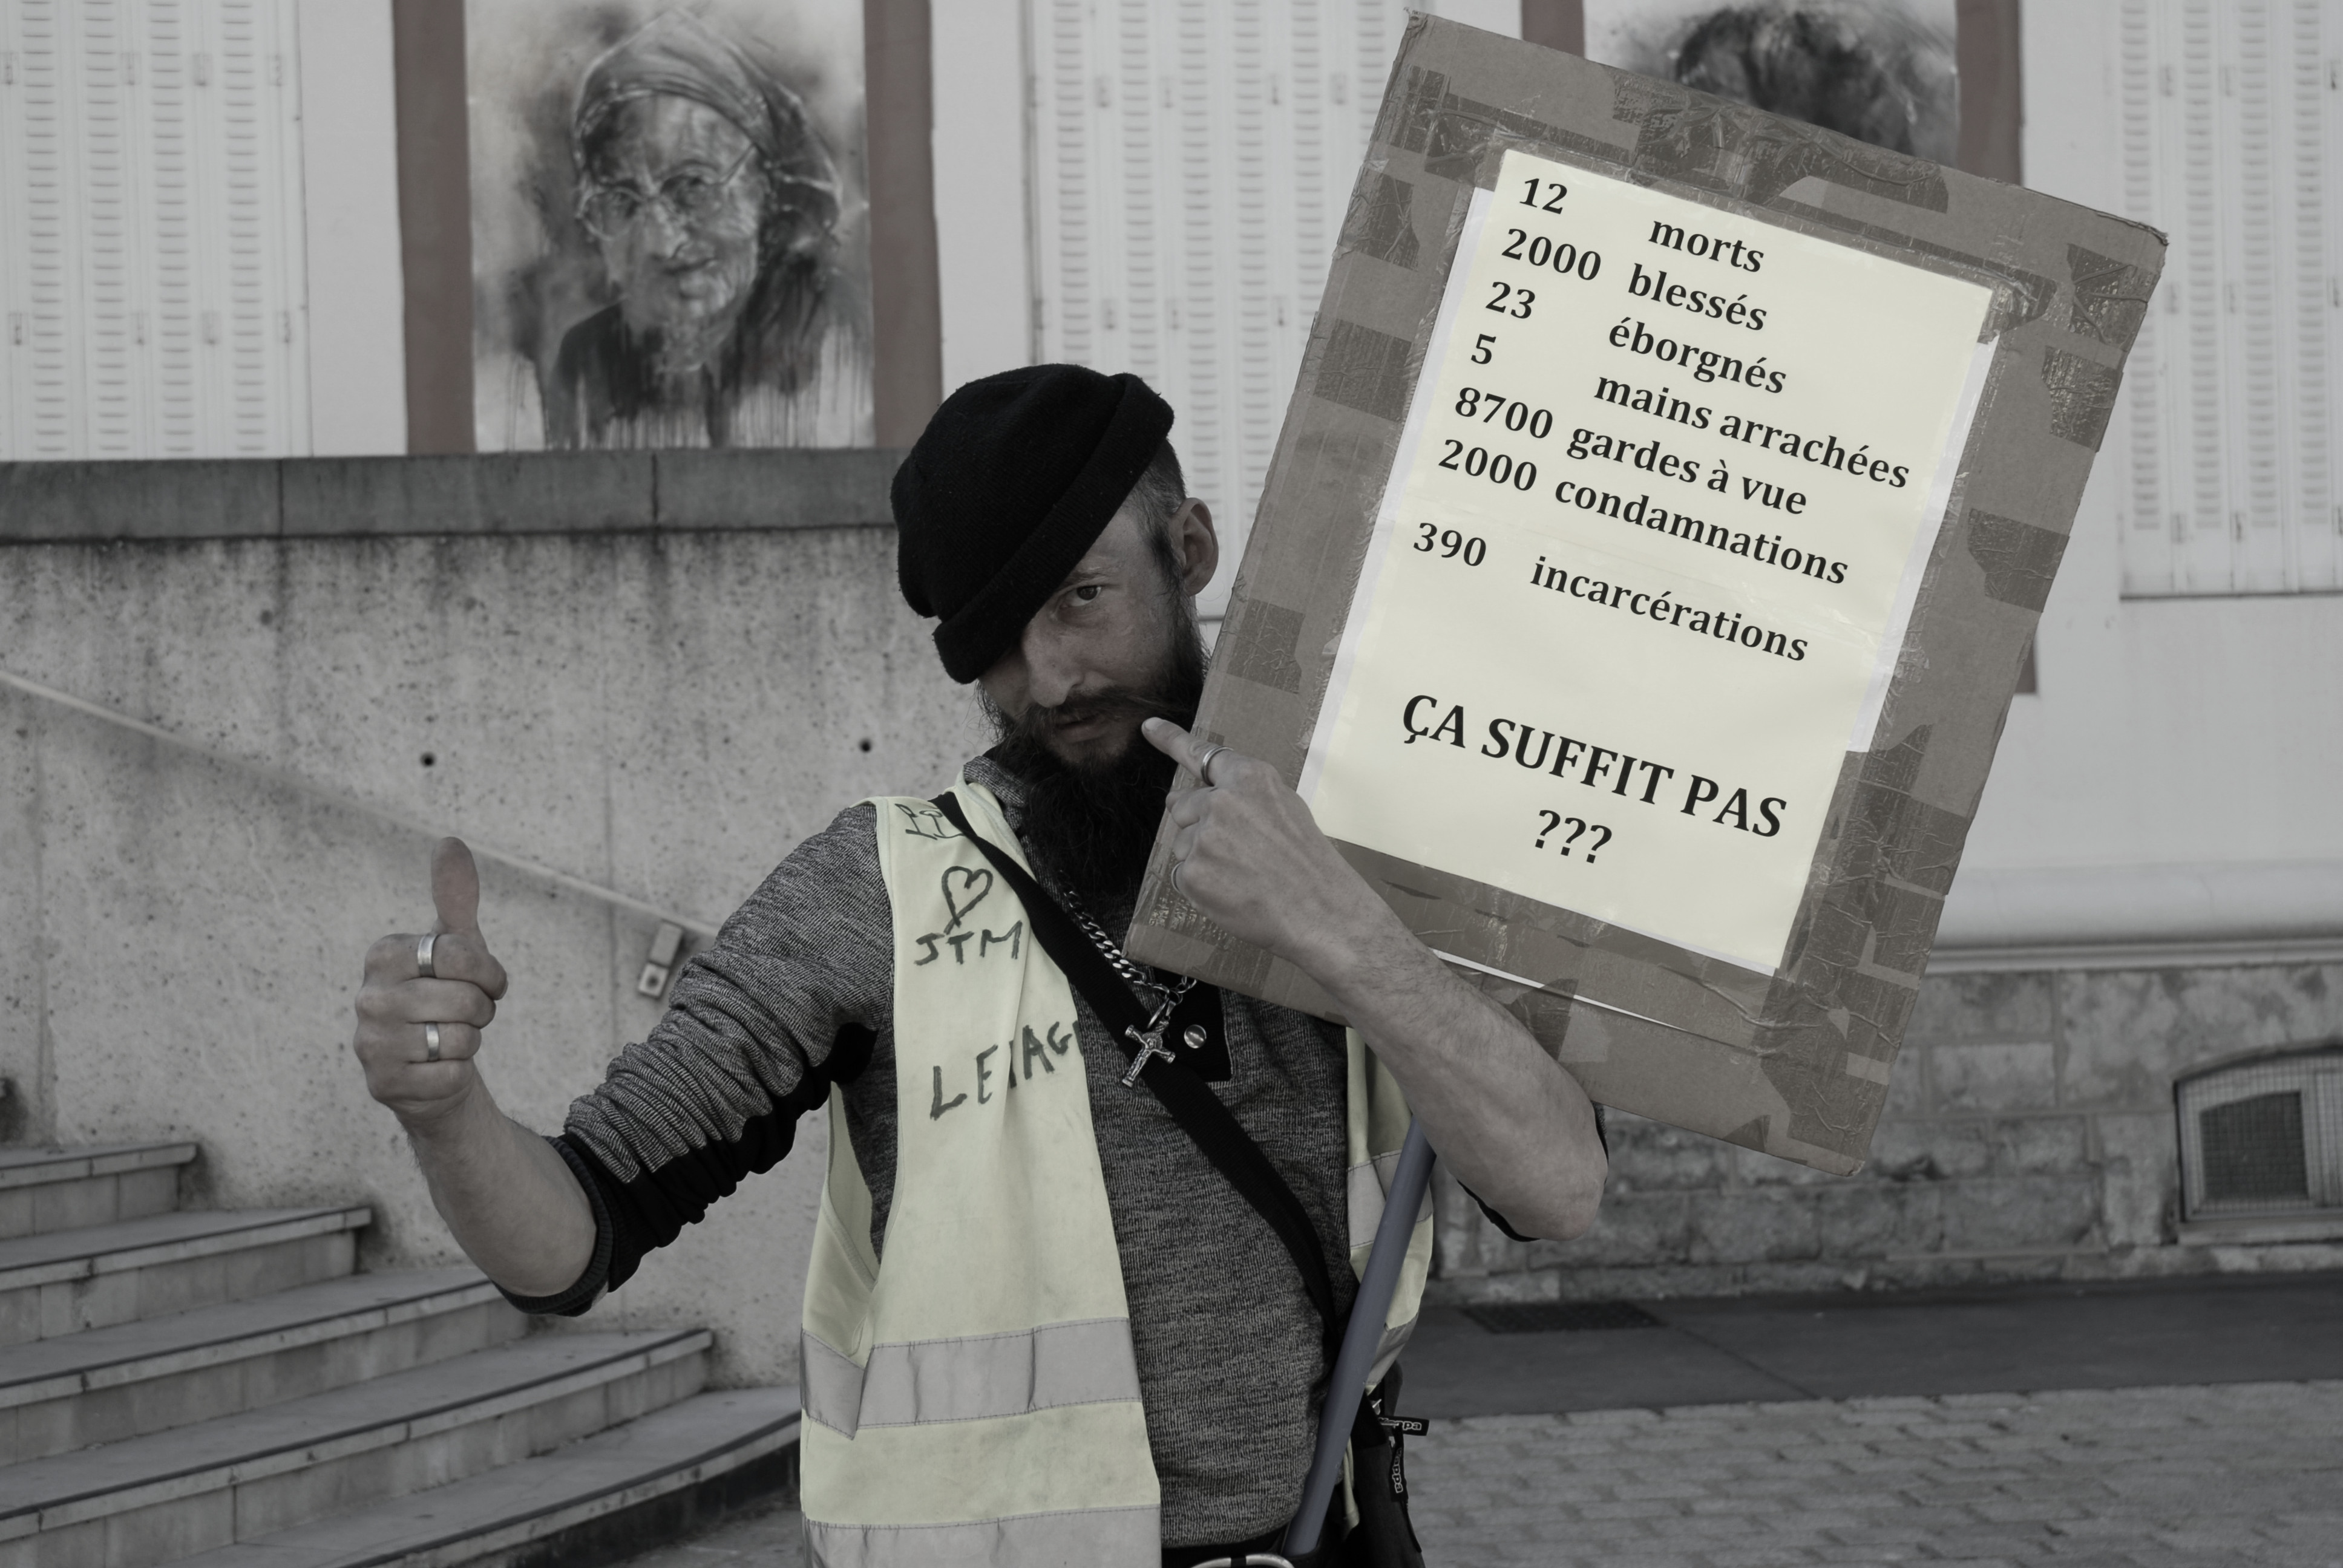 12 morts
2000 blessés
23 éborgnés
5 mains arrachées
8700 gardes à vue
2000 condamnations
390 incarcérations
ÇA SUFFIT PAS
???
JTM